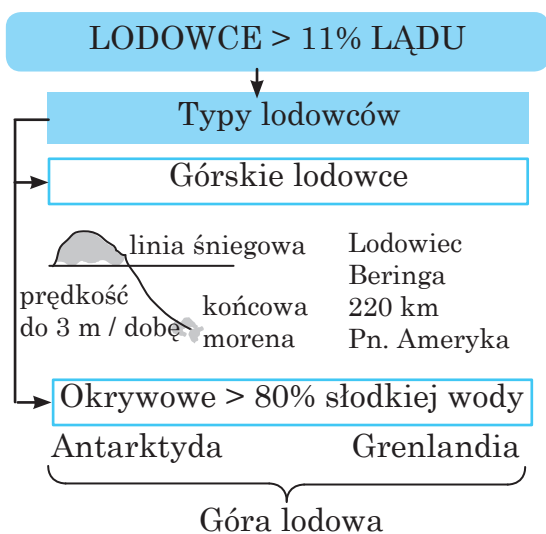 LODOWCE > 11% LĄDU
Typy lodowców
Górskie lodowce
linia śniegowa
prędkość
do 3 m / dobę
końcowa
morena
Lodowiec
Beringa
220 km
Pn. Ameryka
Okrywowe > 80% słodkiej wody
Antarktyda Grenlandia
Góra lodowa